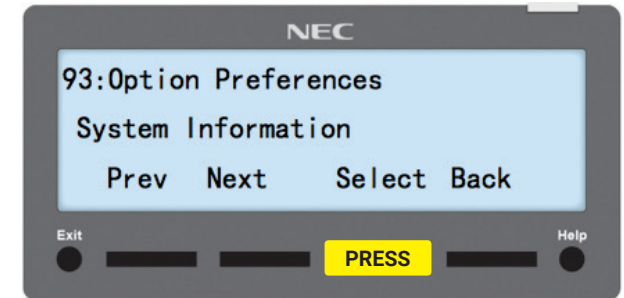 NEC
93:Option Preferences
System Information
Prev Next Select Back
Exit Help
PRESS